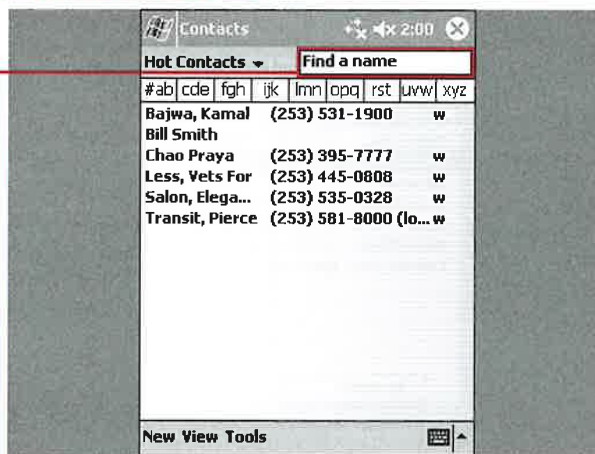 Contacts 2:00
Hot Contacts Find a name
#ab cde fgh ijk lmn opq rst uvw xyz
Bajwa, Kamal (253) 531-1900 w
Bill Smith
Chao Praya (253) 395-7777 w
Less, Vets For (253) 445-0808 w
Salon, Elega... (253) 535-0328 w
Transit, Pierce (253) 581-8000 (lo... w
New View Tools